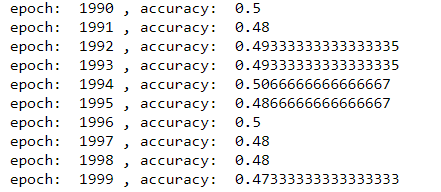 epoch:  1990 , accuracy:  0.5
epoch:  1991 , accuracy:  0.48
epoch:  1992 , accuracy:  0.49333333333333335
epoch:  1993 , accuracy:  0.49333333333333335
epoch:  1994 , accuracy:  0.5066666666666667
epoch:  1995 , accuracy:  0.4866666666666667
epoch:  1996 , accuracy:  0.5
epoch:  1997 , accuracy:  0.48
epoch:  1998 , accuracy:  0.48
epoch:  1999 , accuracy:  0.47333333333333333